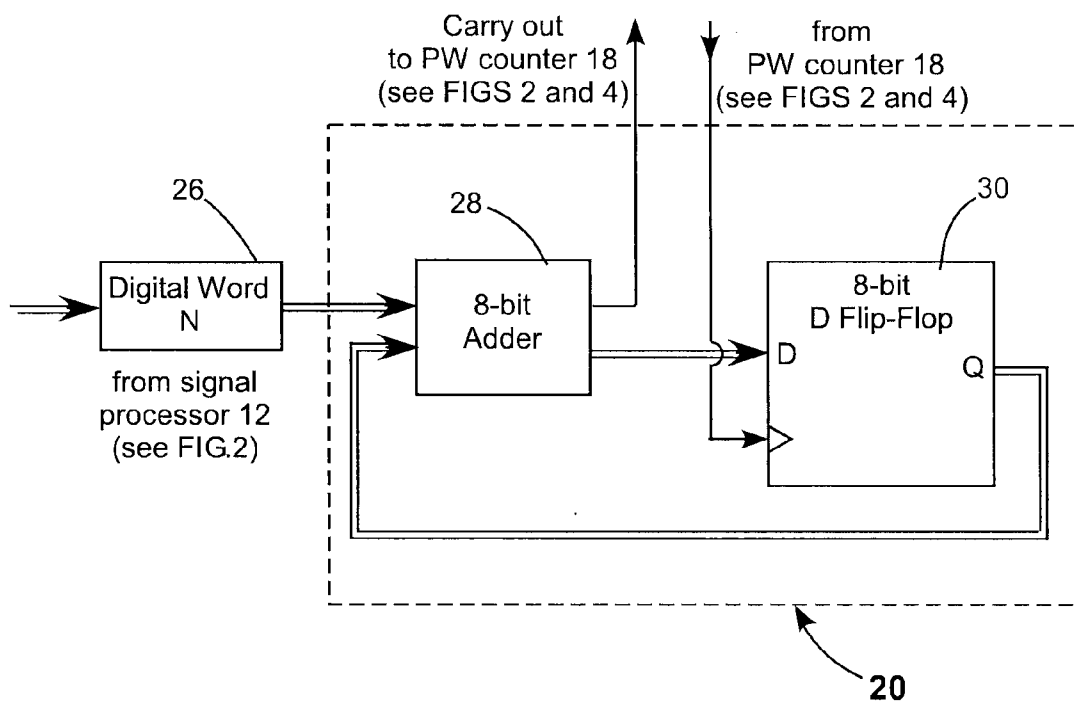 Carry out
to PW counter 18
(see FIGS 2 and 4)
from
PW counter 18
(see FIGS 2 and 4)
26
28
30
Digital Word
N
8-bit
Adder
8-bit
D Flip-Flop
D
Q
from signal
processor 12
(see FIG.2)
20